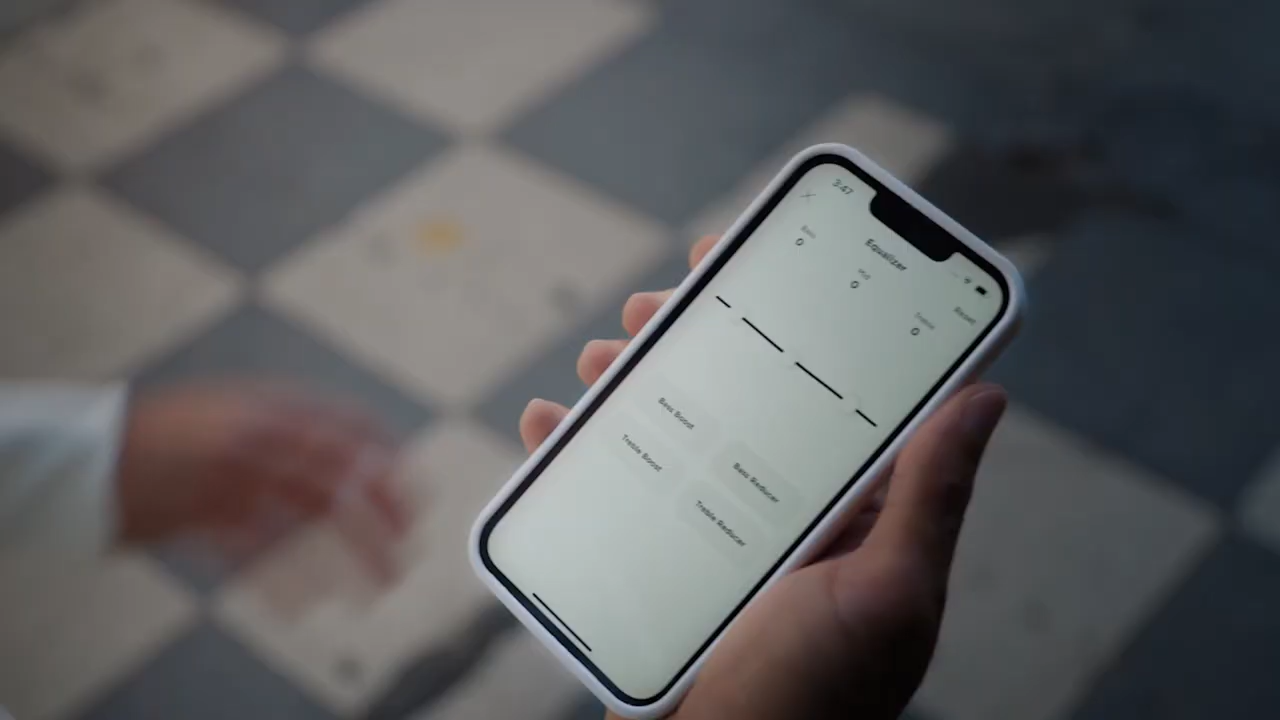 3:47
Equalizer
Reset
Bass
0
Mid
0
Treble
0
Bass Boost
Bass Reducer
Treble Boost
Treble Reducer